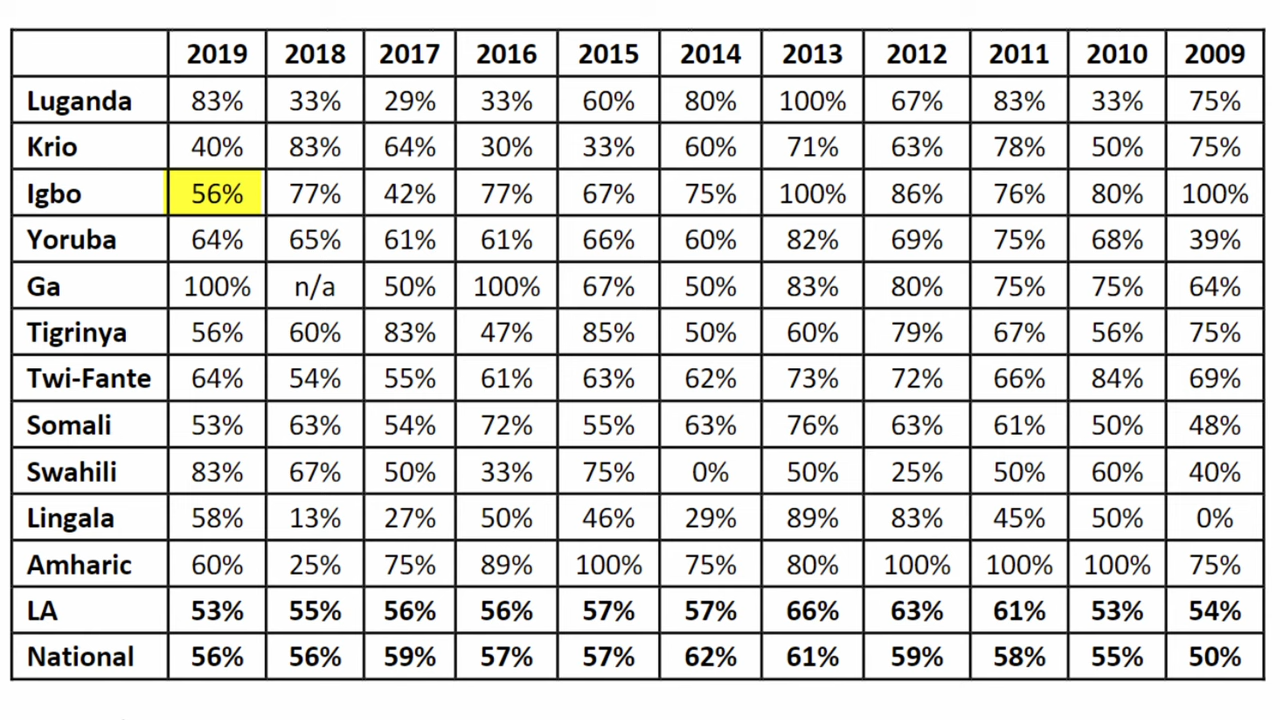 2019 2018 2017 2016 2015 2014 2013 2012 2011 2010 2009
Luganda 83% 33% 29% 33% 60% 80% 100% 67% 83% 33% 75%
Krio 40% 83% 64% 30% 33% 60% 71% 63% 78% 50% 75%
Igbo 56% 77% 42% 77% 67% 75% 100% 86% 76% 80% 100%
Yoruba 64% 65% 61% 61% 66% 60% 82% 69% 75% 68% 39%
Ga 100% n/a 50% 100% 67% 50% 83% 80% 75% 75% 64%
Tigrinya 56% 60% 83% 47% 85% 50% 60% 79% 67% 56% 75%
Twi-Fante 64% 54% 55% 61% 63% 62% 73% 72% 66% 84% 69%
Somali 53% 63% 54% 72% 55% 63% 76% 63% 61% 50% 48%
Swahili 83% 67% 50% 33% 75% 0% 50% 25% 50% 60% 40%
Lingala 58% 13% 27% 50% 46% 29% 89% 83% 45% 50% 0%
Amharic 60% 25% 75% 89% 100% 75% 80% 100% 100% 100% 75%
LA 53% 55% 56% 56% 57% 57% 66% 63% 61% 53% 54%
National 56% 56% 59% 57% 57% 62% 61% 59% 58% 55% 50%